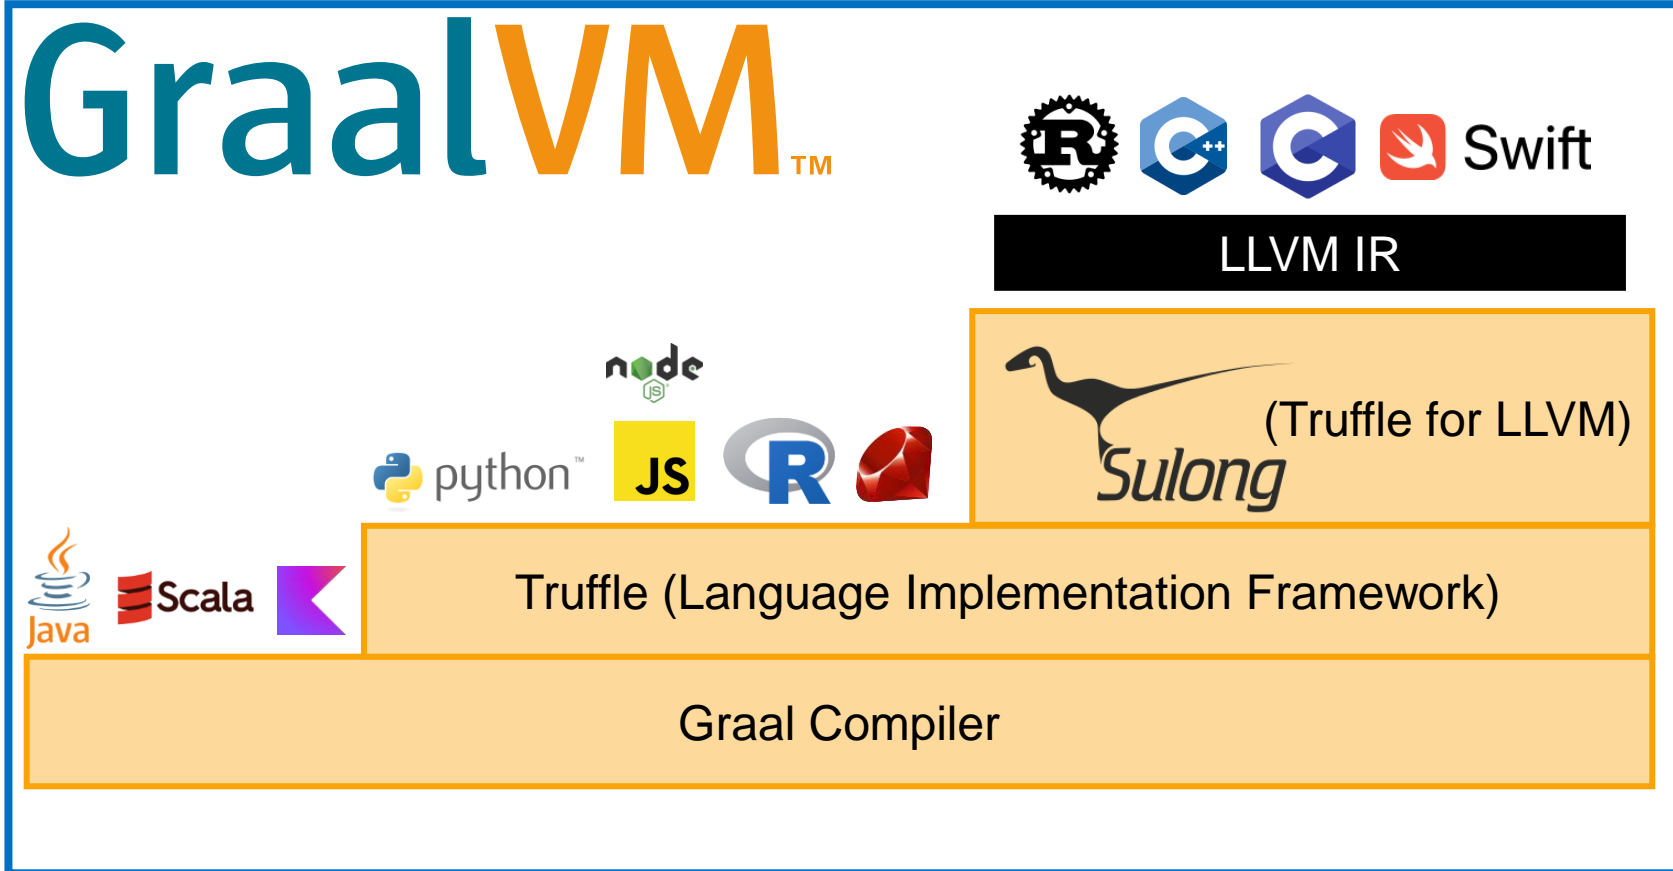 GraalVM™
R C++ C Swift
LLVM IR
node
JS
(Truffle for LLVM)
Sulong
python™
JS
R
Java
Scala
Truffle (Language Implementation Framework)
Graal Compiler